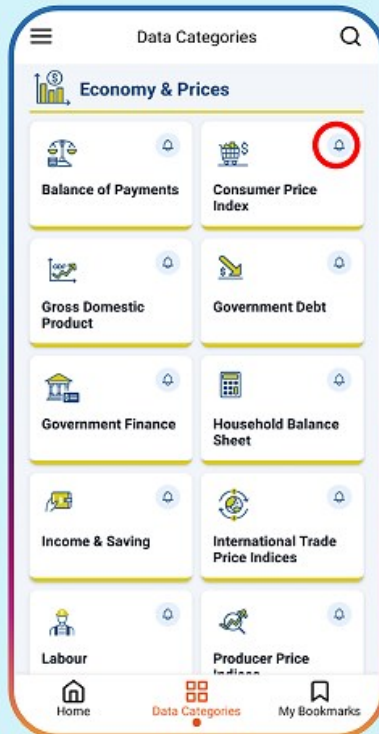 Data Categories
Economy & Prices
Balance of Payments
Consumer Price
Index
Gross Domestic
Product
Government Debt
Government Finance
Household Balance
Sheet
Income & Saving
International Trade
Price Indices
Labour
Producer Price
Indices
Home
Data Categories
My Bookmarks